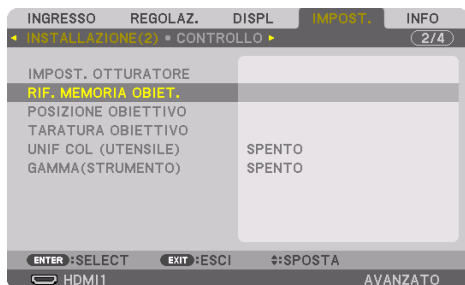 INGRESSO REGOLAZ. DISPL IMPOST. INFO
INSTALLAZIONE(2) CONTROLLO 2/4
IMPOST. OTTURATORE
RIF. MEMORIA OBIET.
POSIZIONE OBIETTIVO
TARATURA OBIETTIVO
UNIF COL (UTENSILE) SPENTO
GAMMA(STRUMENTO) SPENTO
ENTER :SELECT EXIT :ESCI :SPOSTA
HDMI1 AVANZATO